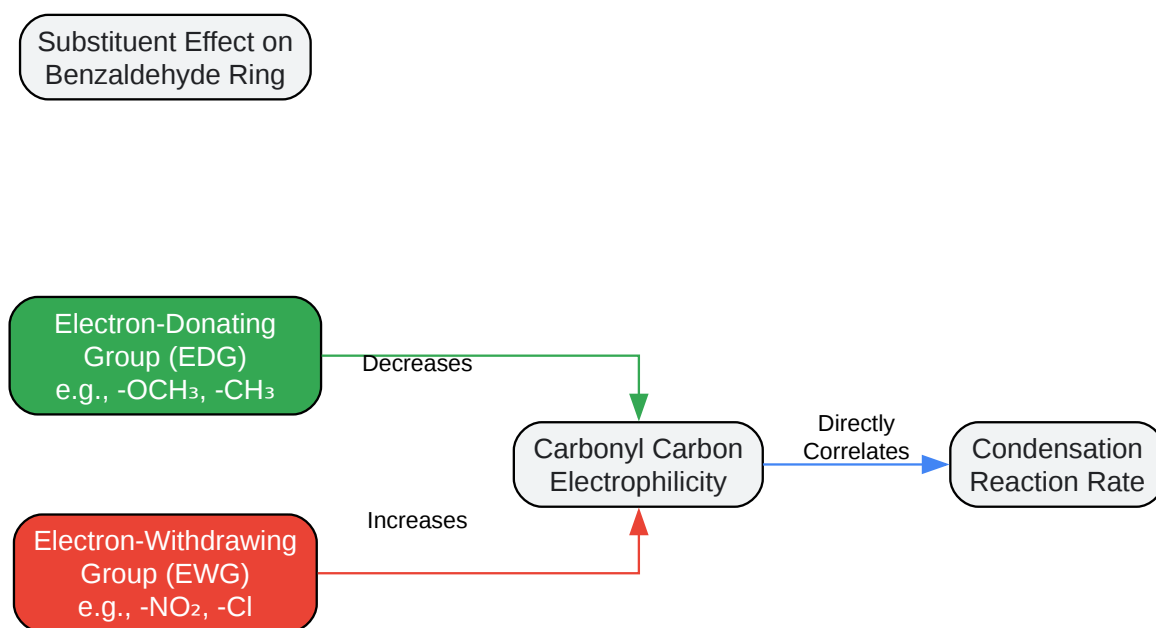 Substituent Effect on
Benzaldehyde Ring
Electron-Donating
Group (EDG)
e.g., -OCH₃, -CH₃
Decreases
Carbonyl Carbon
Electrophilicity
Directly
Correlates
Condensation
Reaction Rate
Increases
Electron-Withdrawing
Group (EWG)
e.g., -NO₂, -Cl